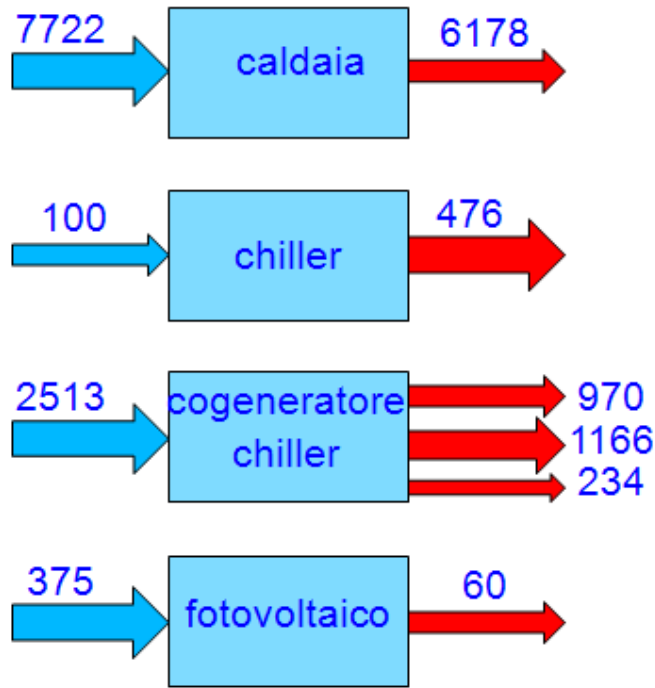 7722
caldaia
6178
100
chiller
476
2513
cogeneratore
chiller
970
1166
234
375
fotovoltaico
60